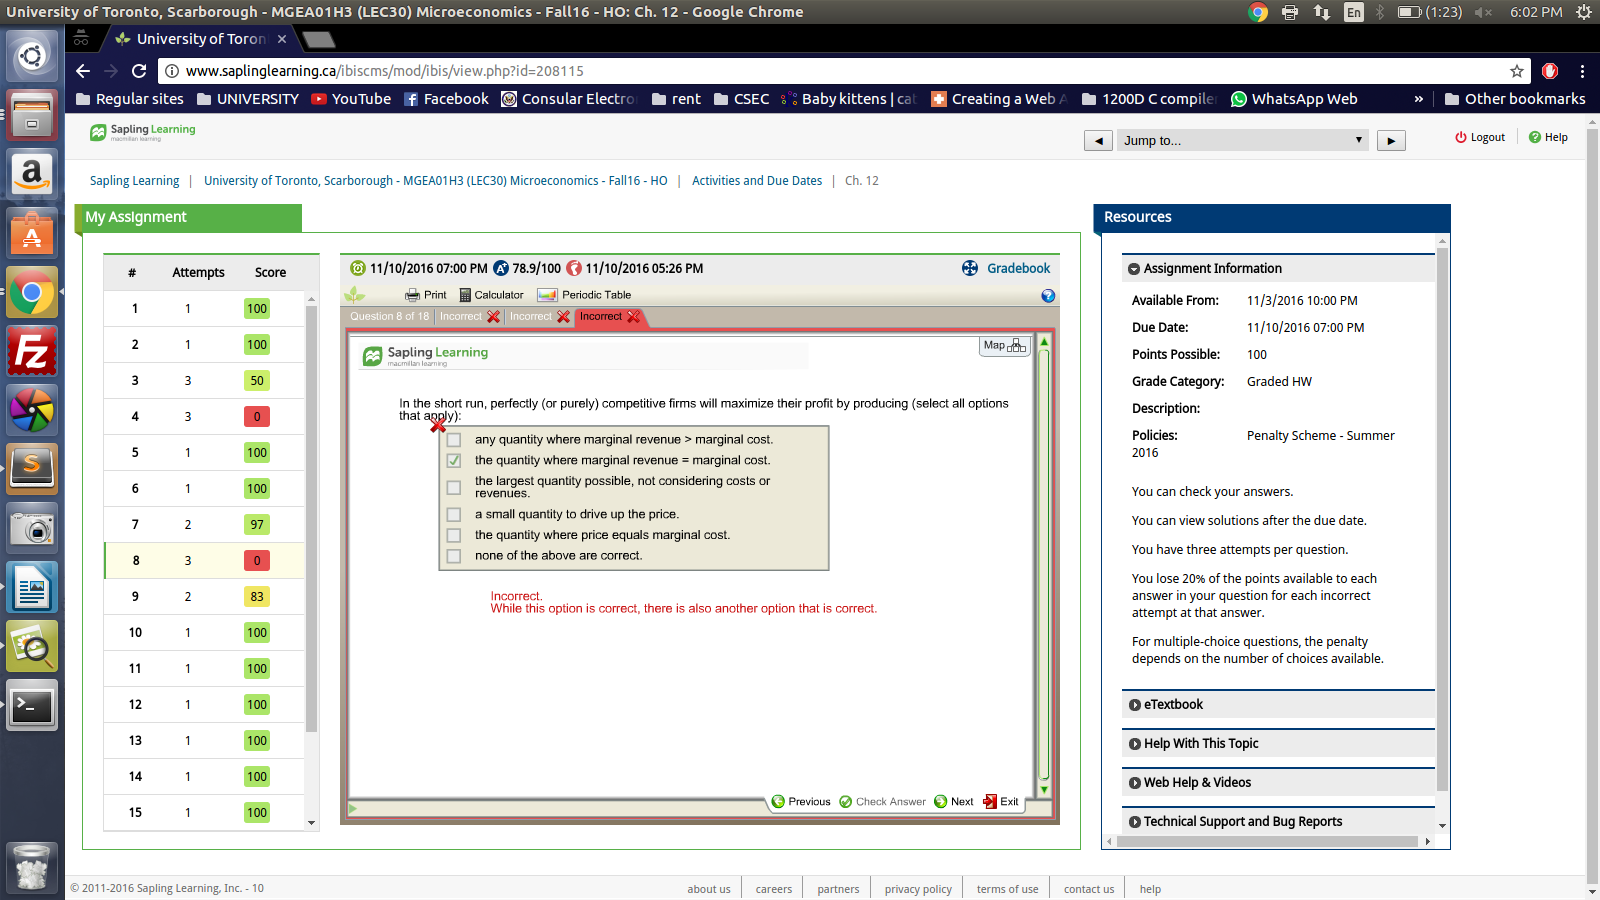 University of Toronto, Scarborough - MGEA01H3 (LEC30) Microeconomics - Fall16 - HO: Ch. 12 - Google Chrome
En
(1:23)
6:02 PM
University of Toron
www.saplinglearning.ca/ibiscms/mod/ibis/view.php?id=208115
Regular sites
UNIVERSITY
YouTube
Facebook
Consular Electro
rent
CSEC
Baby kittens | cat
Creating a Web A
1200D C compile
WhatsApp Web
»
Other bookmarks
Sapling Learning
macmillan learning
Jump to...
Logout
Help
Sapling Learning | University of Toronto, Scarborough - MGEA01H3 (LEC30) Microeconomics - Fall16 - HO | Activities and Due Dates | Ch. 12
My Assignment
# Attempts Score
1 1 100
2 1 100
3 3 50
4 3 0
5 1 100
6 1 100
7 2 97
8 3 0
9 2 83
10 1 100
11 1 100
12 1 100
13 1 100
14 1 100
15 1 100
11/10/2016 07:00 PM
78.9/100
11/10/2016 05:26 PM
Gradebook
Print
Calculator
Periodic Table
Question 8 of 18
Incorrect
Incorrect
Incorrect
Map
Sapling Learning
macmillan learning
In the short run, perfectly (or purely) competitive firms will maximize their profit by producing (select all options
that apply):
any quantity where marginal revenue > marginal cost.
the quantity where marginal revenue = marginal cost.
the largest quantity possible, not considering costs or
revenues.
a small quantity to drive up the price.
the quantity where price equals marginal cost.
none of the above are correct.
Incorrect.
While this option is correct, there is also another option that is correct.
Previous
Check Answer
Next
Exit
Resources
Assignment Information
Available From: 11/3/2016 10:00 PM
Due Date: 11/10/2016 07:00 PM
Points Possible: 100
Grade Category: Graded HW
Description:
Policies: Penalty Scheme - Summer
2016
You can check your answers.
You can view solutions after the due date.
You have three attempts per question.
You lose 20% of the points available to each
answer in your question for each incorrect
attempt at that answer.
For multiple-choice questions, the penalty
depends on the number of choices available.
eTextbook
Help With This Topic
Web Help & Videos
Technical Support and Bug Reports
© 2011-2016 Sapling Learning, Inc. - 10
about us | careers | partners | privacy policy | terms of use | contact us | help